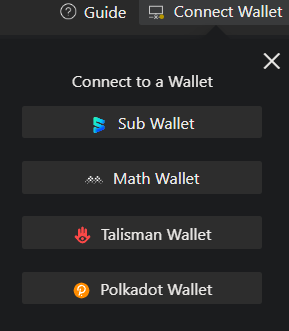 Guide
Connect Wallet
Connect to a Wallet
Sub Wallet
Math Wallet
Talisman Wallet
Polkadot Wallet